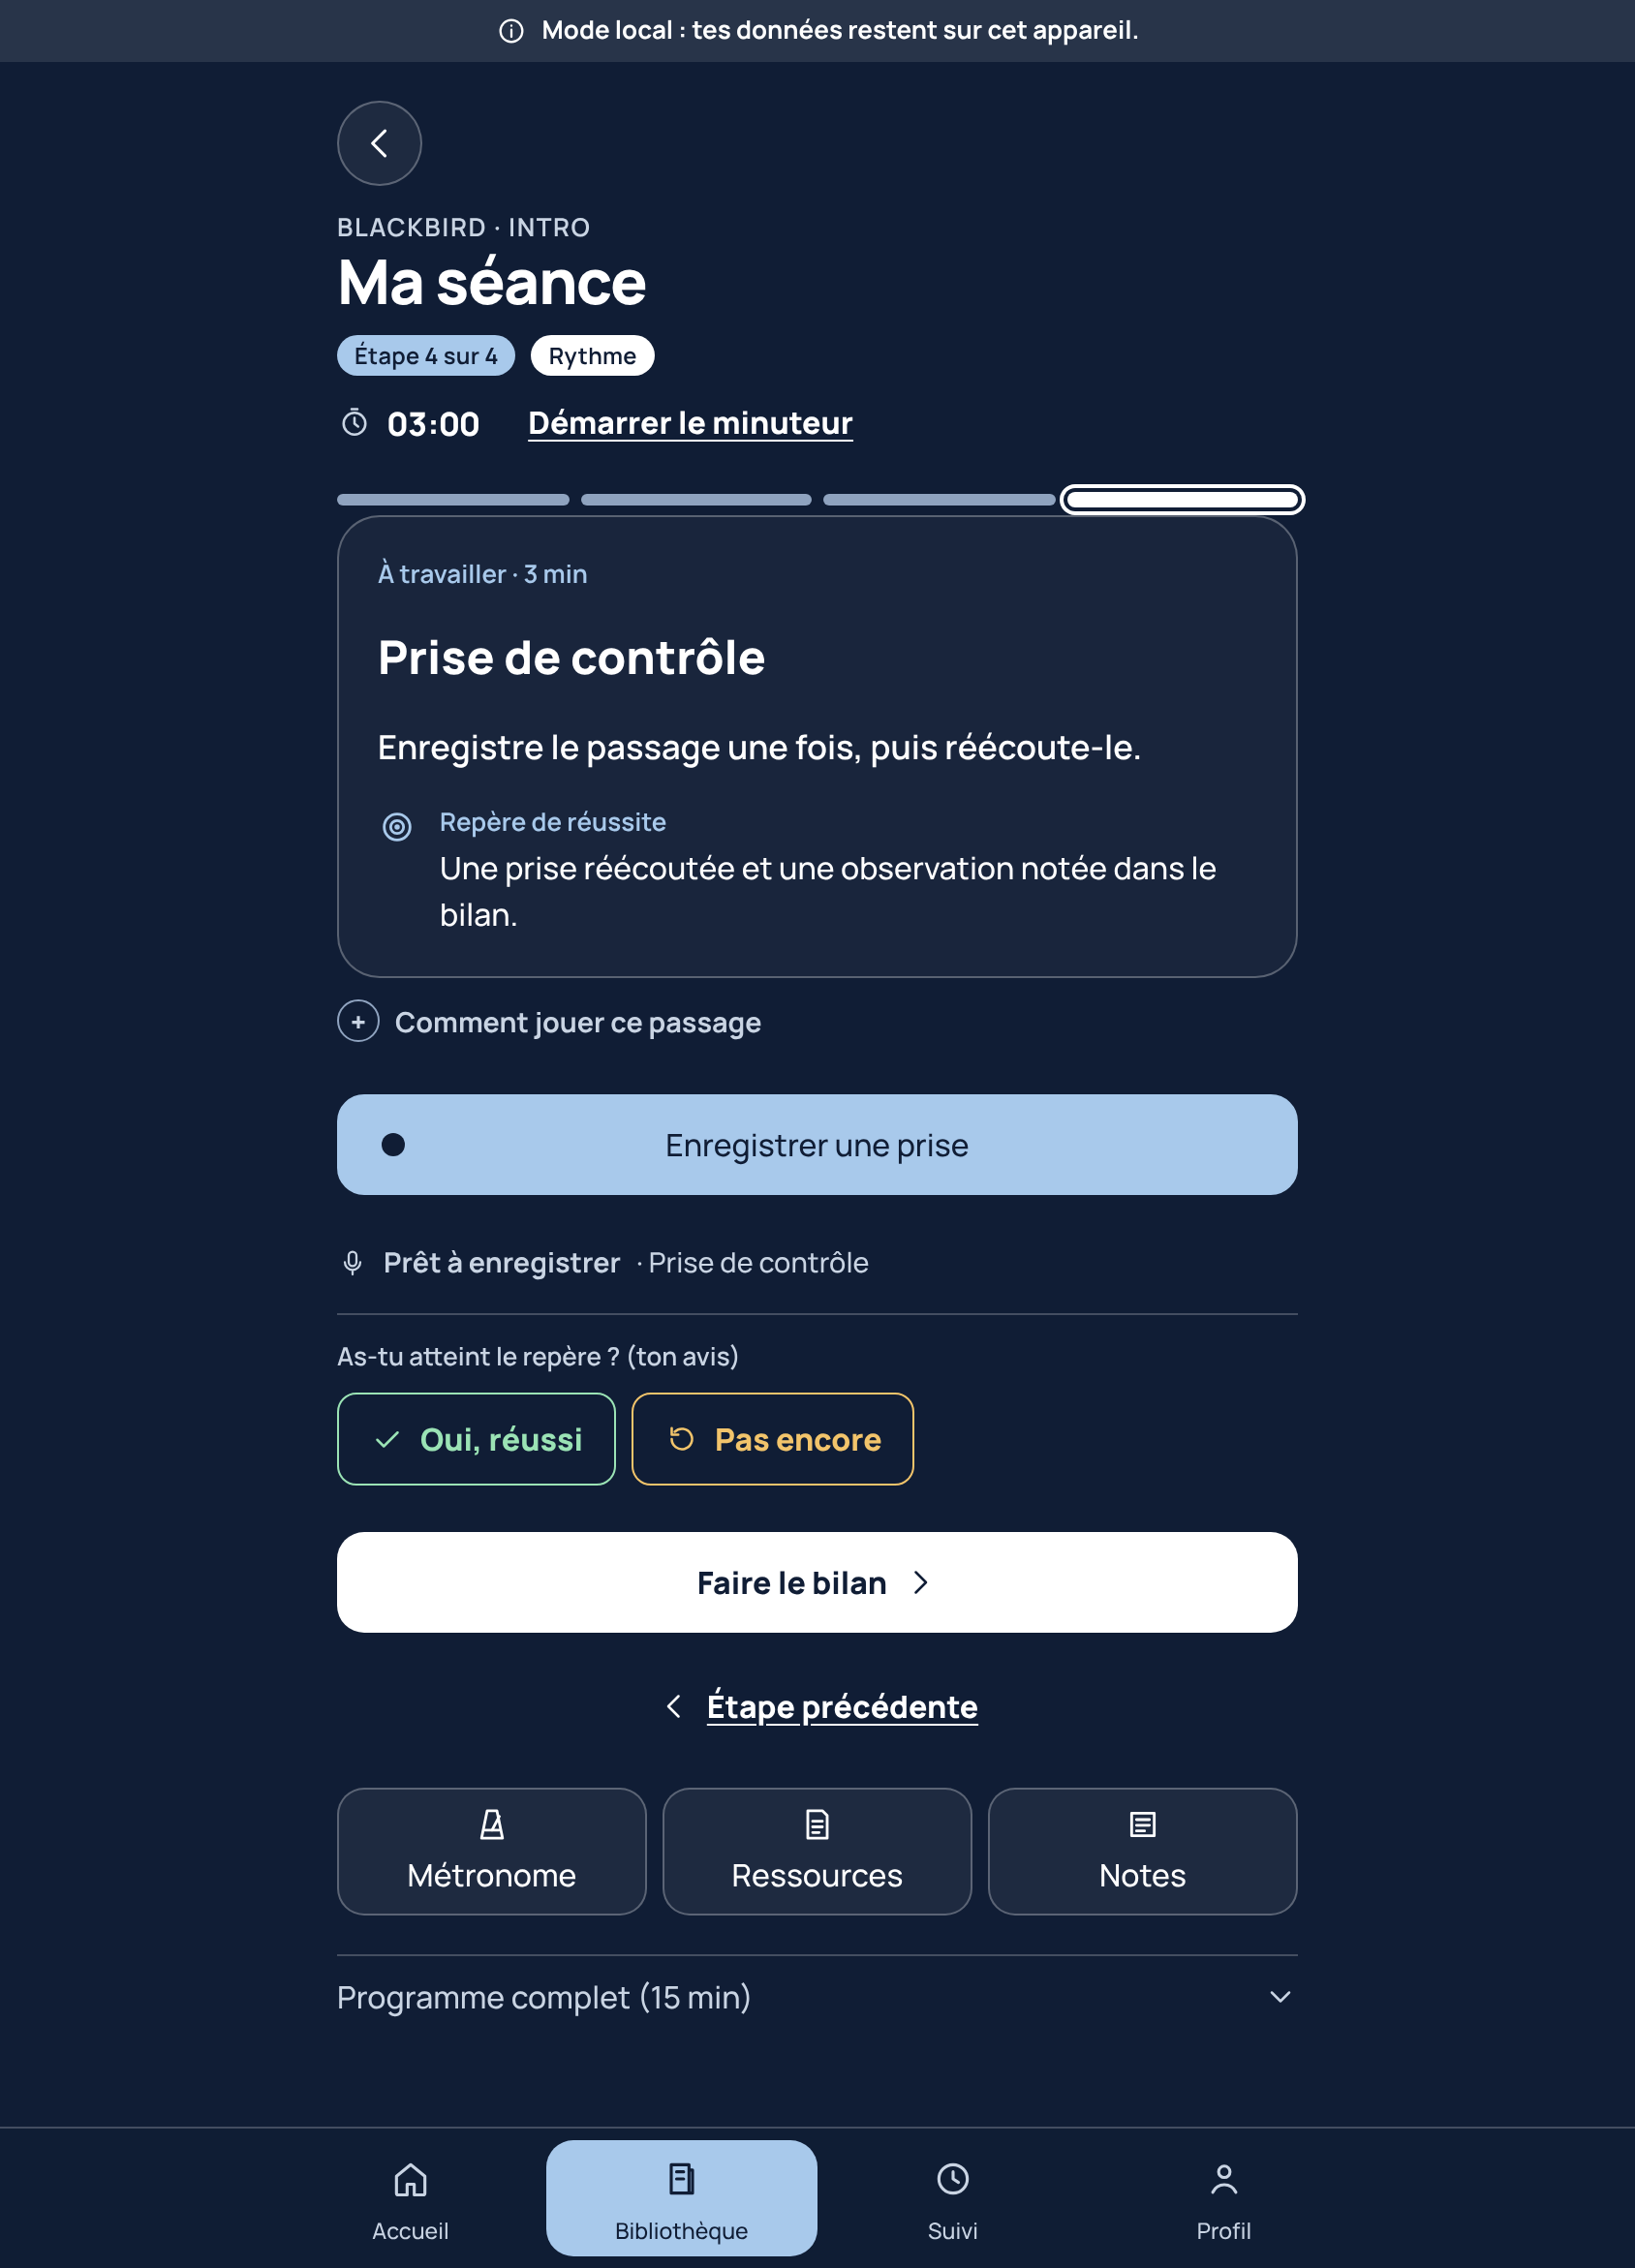 Mode local : tes données restent sur cet appareil.
BLACKBIRD · INTRO
Ma séance
Étape 4 sur 4
Rythme
03:00
Démarrer le minuteur
À travailler · 3 min
Prise de contrôle
Enregistre le passage une fois, puis réécoute-le.
Repère de réussite
Une prise réécoutée et une observation notée dans le
bilan.
Comment jouer ce passage
Enregistrer une prise
Prêt à enregistrer · Prise de contrôle
As-tu atteint le repère ? (ton avis)
Oui, réussi
Pas encore
Faire le bilan
Étape précédente
Métronome
Ressources
Notes
Programme complet (15 min)
Accueil
Bibliothèque
Suivi
Profil